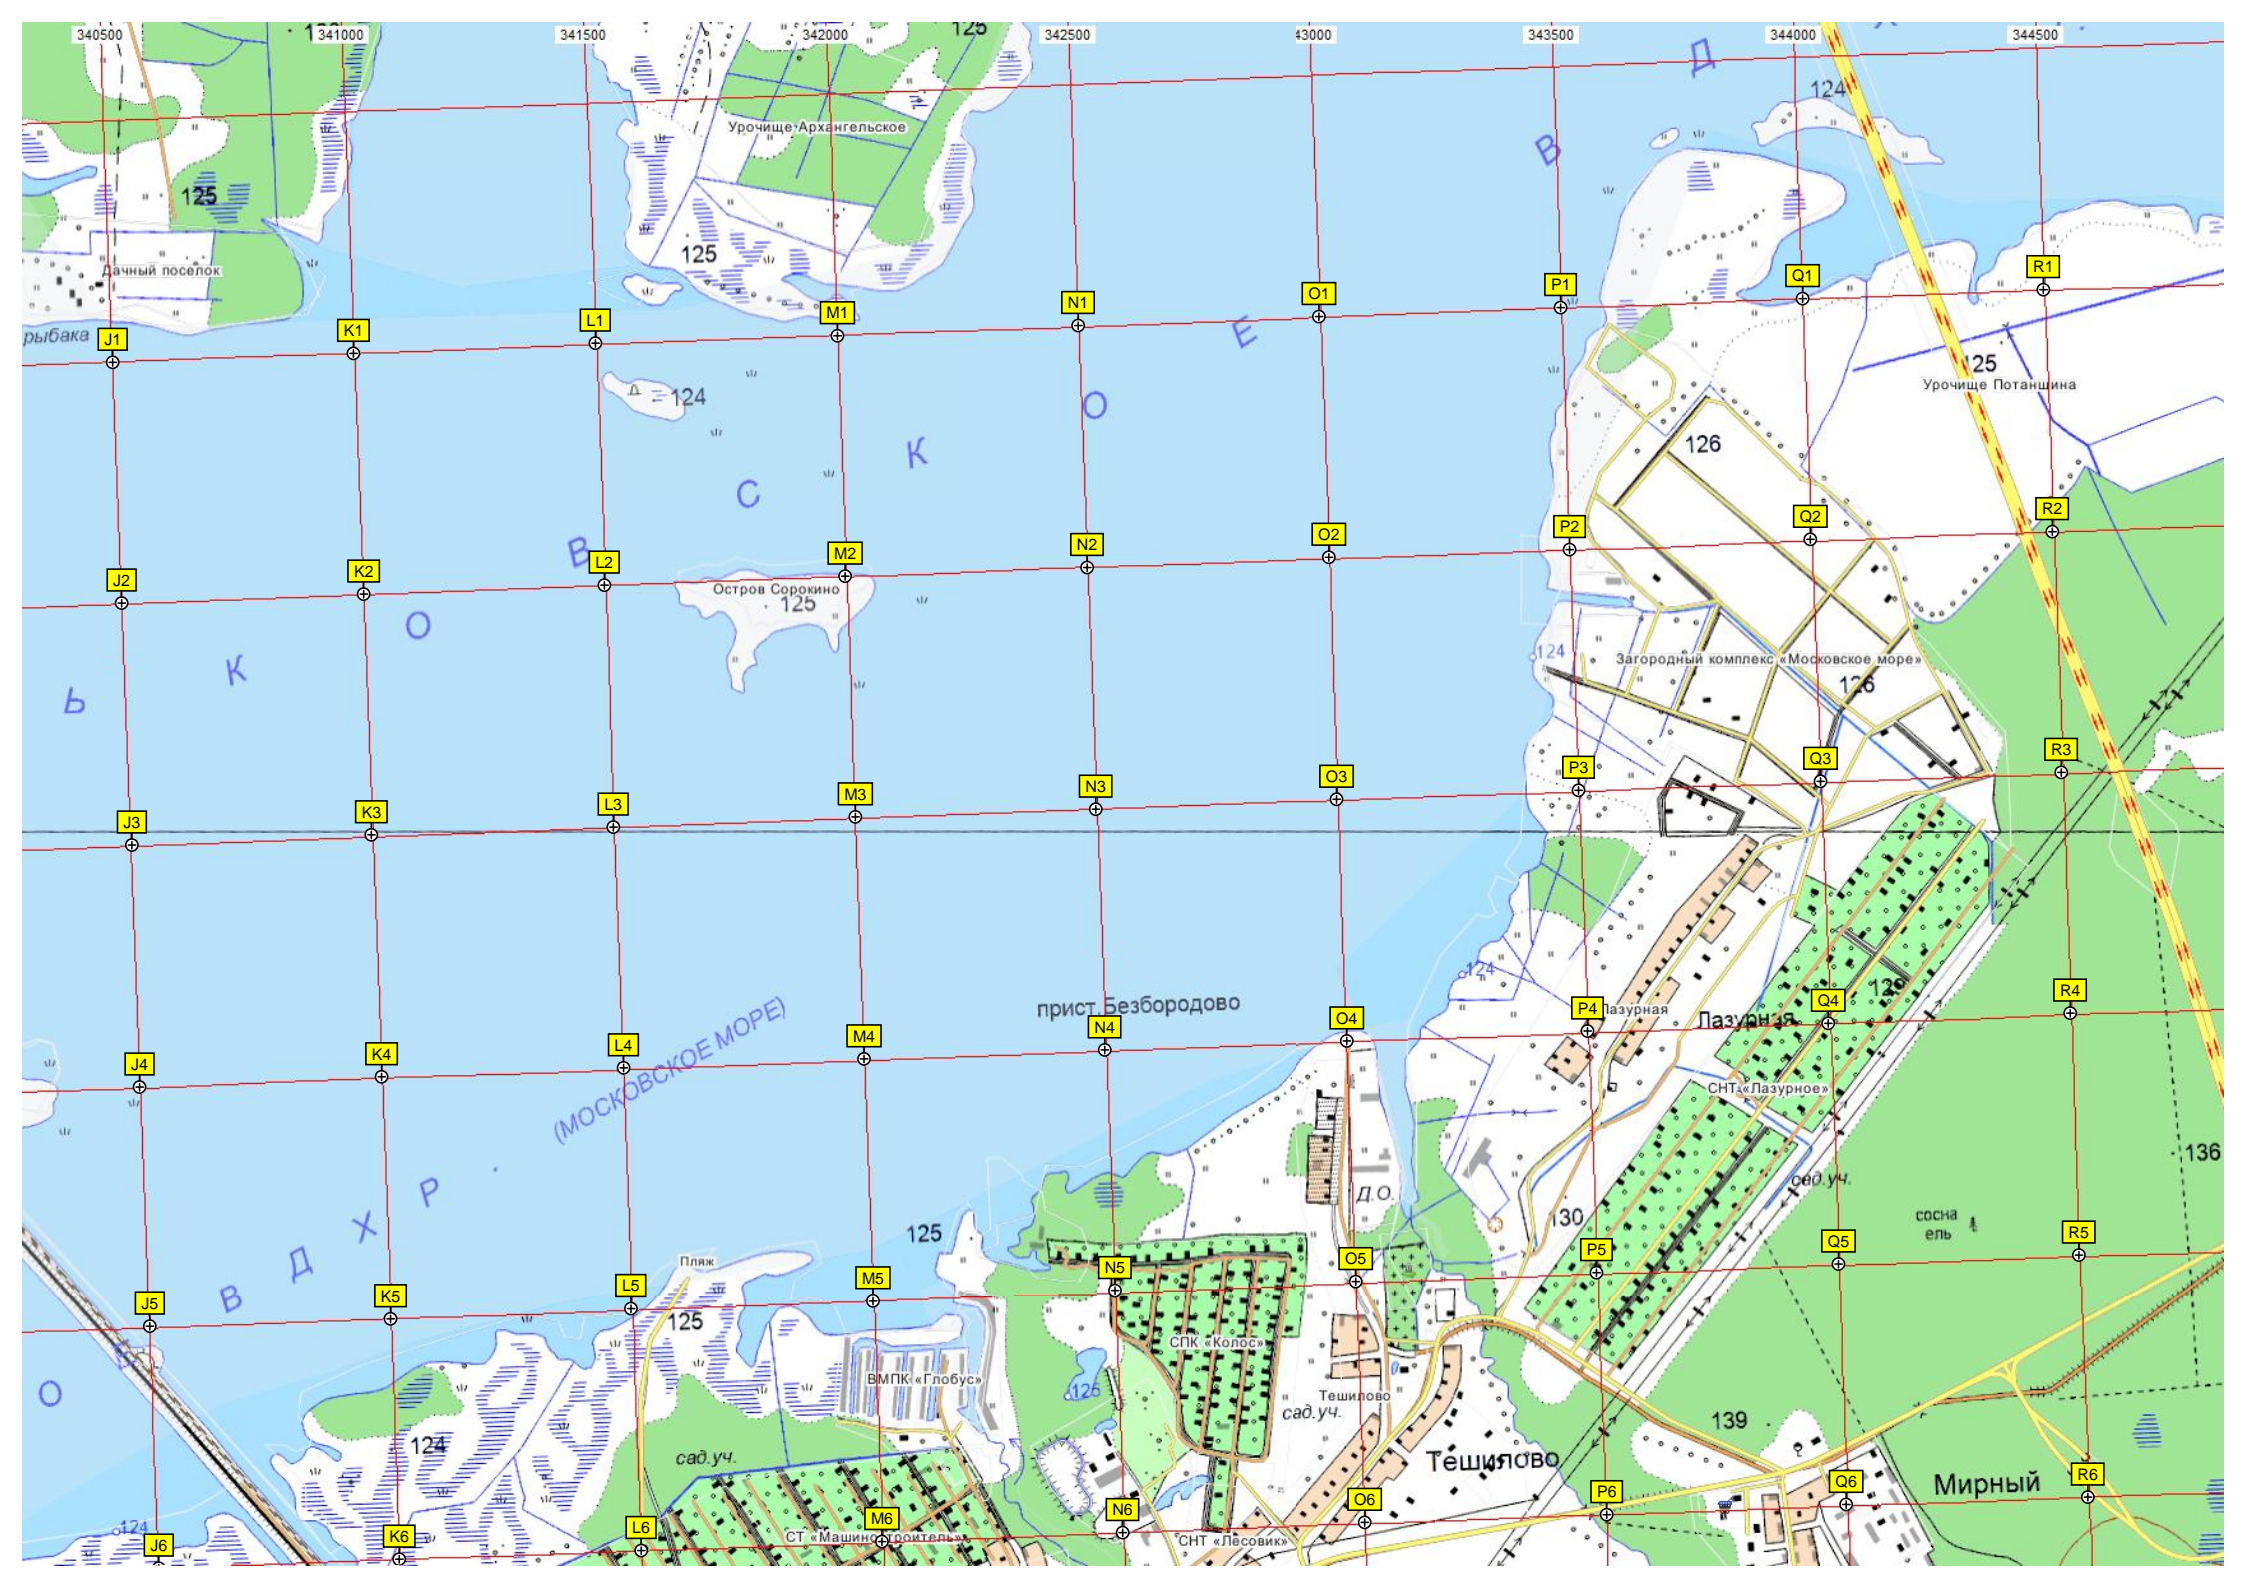 340500 341000 341500 342000 342500 43000 343500 344000 344500
125
124
Урочище Архангельское
В Д
125
125
Дачный поселок
рыбака
J1 K1 L1 M1 N1 O1 P1 Q1 R1
Е
124
О
125
Урочище Потаншина
126
К
С
В
J2 K2 L2 M2 N2 O2 P2 Q2 R2
Остров Сорокино
125
О
К
Ь
124
Загородный комплекс «Московское море»
126
J3 K3 L3 M3 N3 O3 P3 Q3 R3
124
129
прист. Безбородово
Лазурная
Лазурная
J4 K4 L4 M4 N4 O4 P4 Q4 R4
(МОСКОВСКОЕ МОРЕ)
СНТ «Лазурное»
136
сад.уч.
Д.О.
В Д Х Р .
130
125
сосна
ель
Пляж
J5 K5 L5 M5 N5 O5 P5 Q5 R5
125
СПК «Колос»
ВМПК «Глобус»
125
Тешилово
сад.уч.
О
139
124
сад.уч.
Тешилово
Мирный
124
J6 K6 L6 M6 N6 O6 P6 Q6 R6
СТ «Машиностроитель»
СНТ «Лесовик»